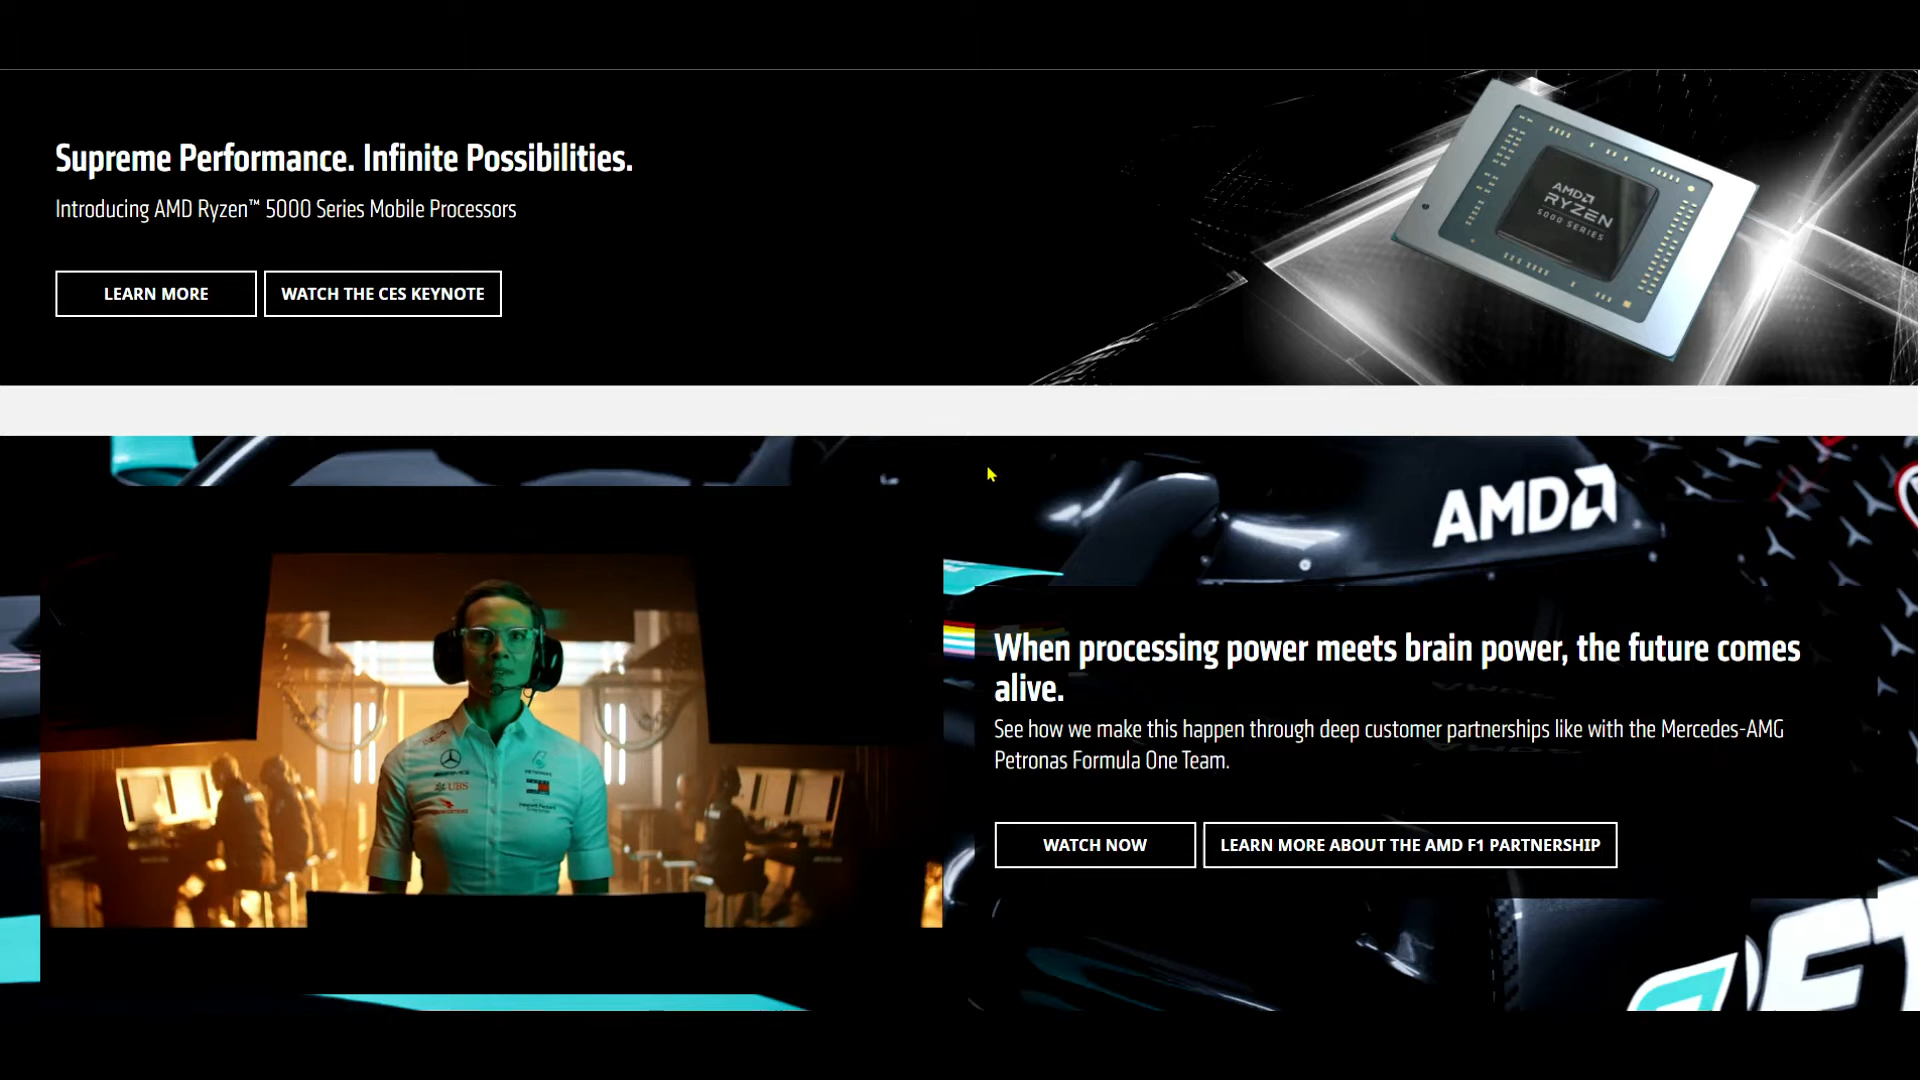 Supreme Performance. Infinite Possibilities.
Introducing AMD Ryzen™ 5000 Series Mobile Processors
LEARN MORE
WATCH THE CES KEYNOTE
AMD
RYZEN
5000 SERIES
AMD
When processing power meets brain power, the future comes
alive.
See how we make this happen through deep customer partnerships like with the Mercedes-AMG
Petronas Formula One Team.
WATCH NOW
LEARN MORE ABOUT THE AMD F1 PARTNERSHIP
UBS
PETRONAS